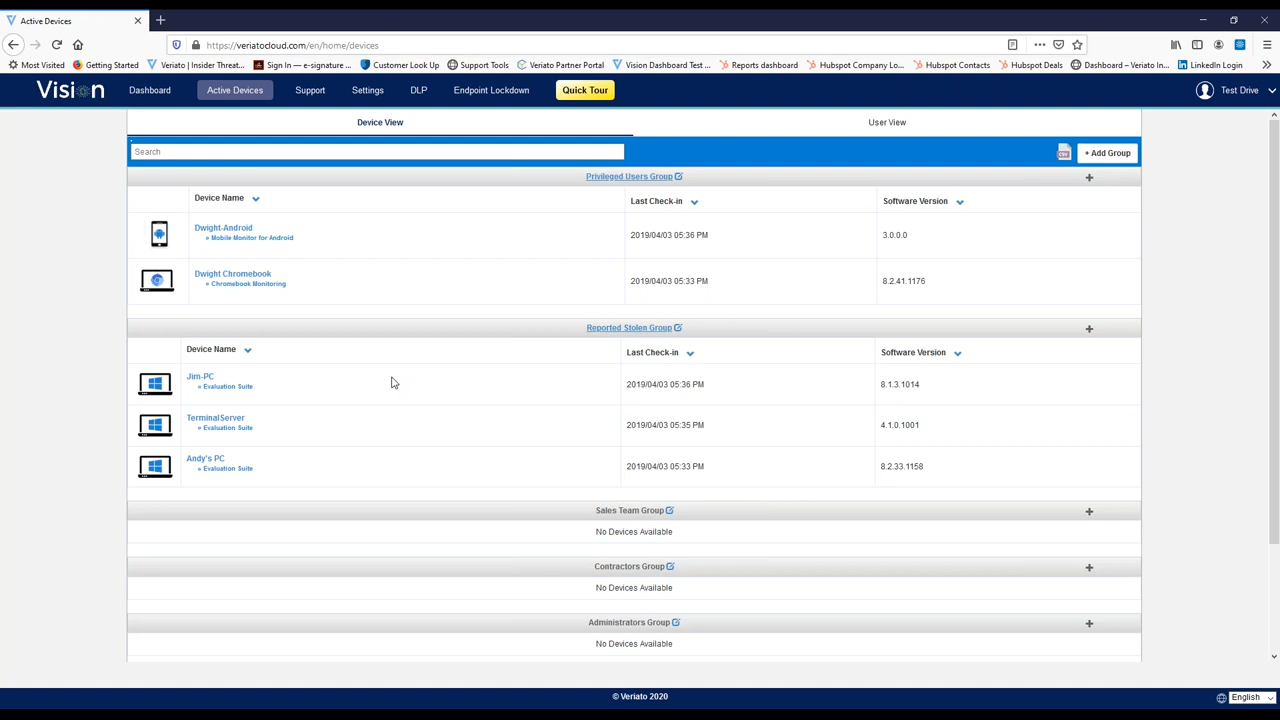 Active Devices
https://veriatocloud.com/en/home/devices
Most Visited Getting Started Veriato | Insider Threat... Sign In — e-signature ... Customer Look Up Support Tools Veriato Partner Portal Vision Dashboard Test ... Reports dashboard Hubspot Company Lo... Hubspot Contacts Hubspot Deals Dashboard – Veriato In... LinkedIn Login
Vision Dashboard Active Devices Support Settings DLP Endpoint Lockdown Quick Tour Test Drive
Device View User View
Search + Add Group
Privileged Users Group
Device Name Last Check-in Software Version
Dwight-Android
» Mobile Monitor for Android
2019/04/03 05:36 PM 3.0.0.0
Dwight Chromebook
» Chromebook Monitoring
2019/04/03 05:33 PM 8.2.41.1176
Reported Stolen Group
Device Name Last Check-in Software Version
Jim-PC
» Evaluation Suite
2019/04/03 05:36 PM 8.1.3.1014
TerminalServer
» Evaluation Suite
2019/04/03 05:35 PM 4.1.0.1001
Andy's PC
» Evaluation Suite
2019/04/03 05:33 PM 8.2.33.1158
Sales Team Group
No Devices Available
Contractors Group
No Devices Available
Administrators Group
No Devices Available
© Veriato 2020
English